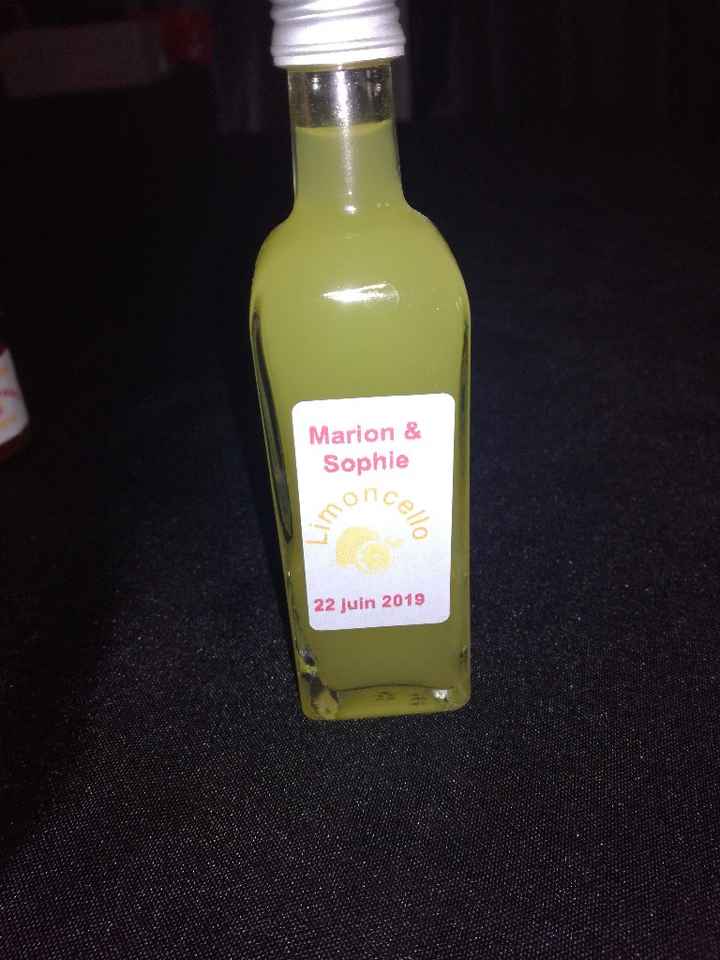 Marion &
Sophie
Limoncello
22 juin 2019